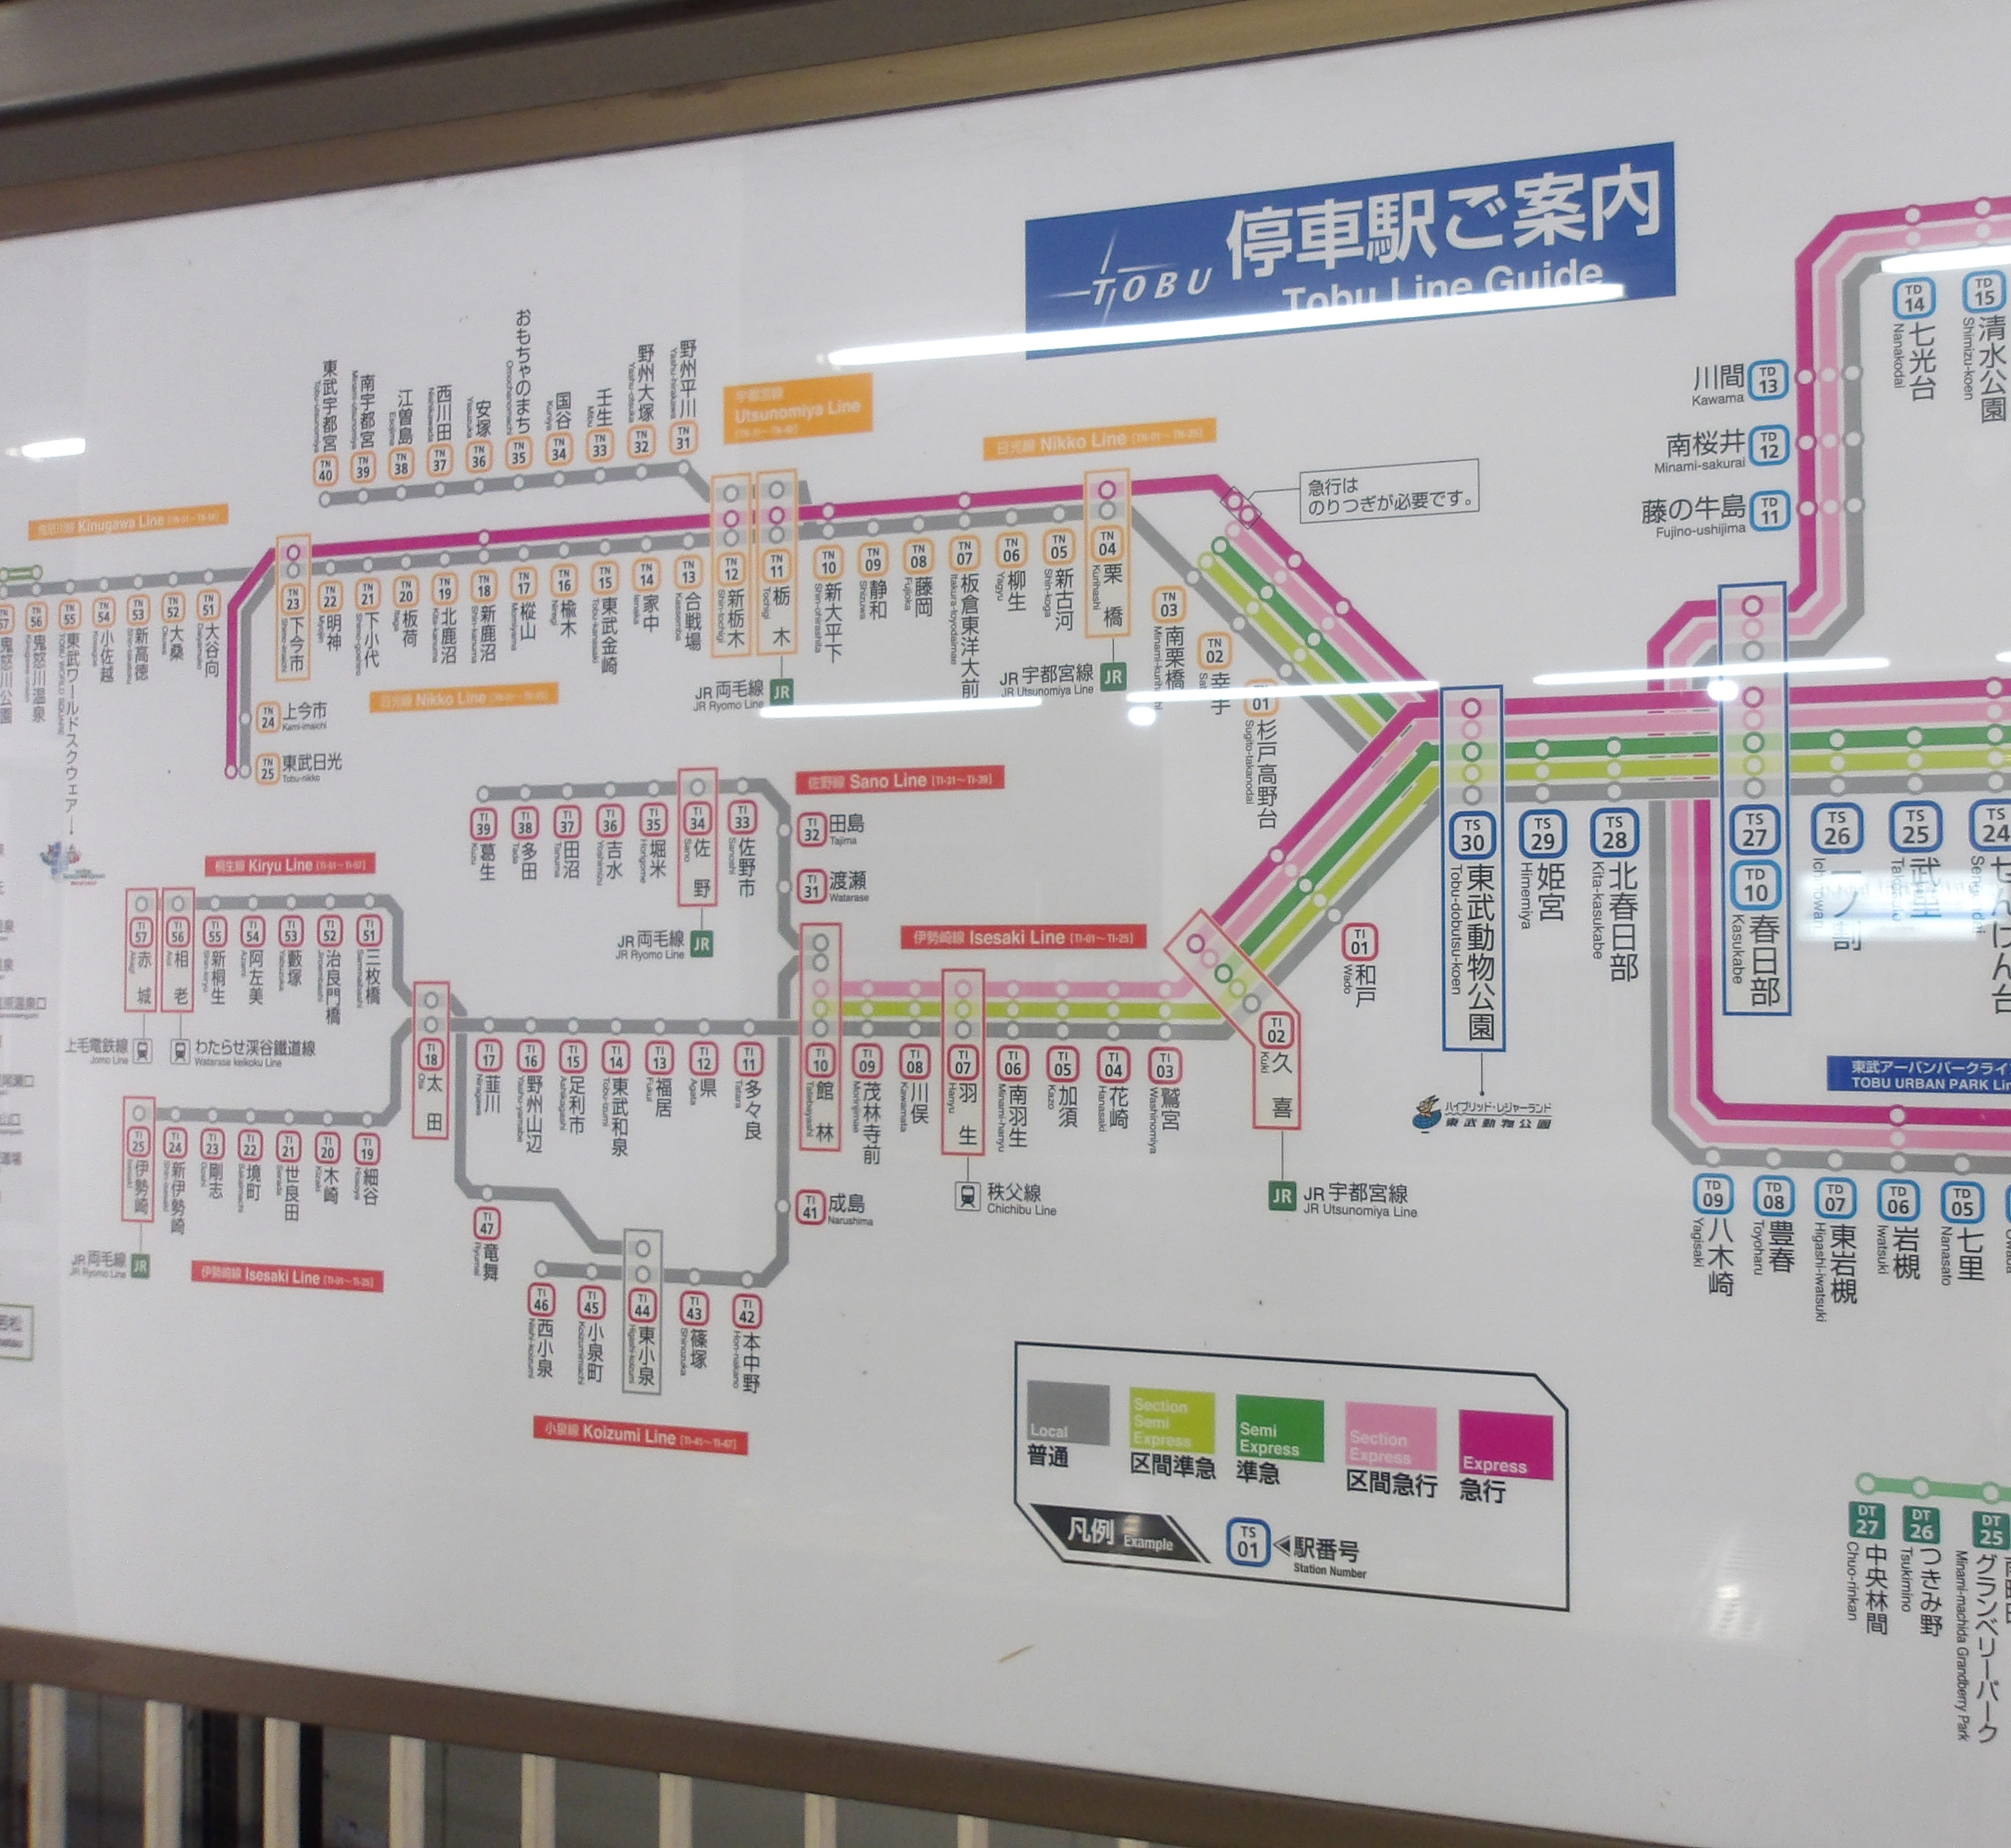 TOBU 停車駅ご案内
Tobu Line Guide
宇都宮線
Utsunomiya Line
日光線 Nikko Line [TN-01～TN-25]
急行は
のりつぎが必要です。
TN 40 東武宇都宮 Tobu-utsunomiya
TN 39 南宇都宮 Minami-utsunomiya
TN 38 江曽島 Esojima
TN 37 西川田 Nishikawada
TN 36 安塚 Yasuzuka
TN 35 おもちゃのまち Omochanomachi
TN 34 国谷 Kuniya
TN 33 壬生 Mibu
TN 32 野州大塚 Yashu-otsuka
TN 31 野州平川 Yashu-hirakawa
Kinugawa Line
57 鬼怒川公園
TN 56 鬼怒川温泉
TN 55 東武ワールドスクウェア TOBU WORLD SQUARE
TN 54 小佐越 Kosagoe
TN 53 新高徳 Shin-takatoku
TN 52 大桑 Okuwa
TN 51 大谷向 Daiyamuko
TN 23 下今市 Shimo-imaichi
TN 22 明神 Myojin
TN 21 下小代 Shimo-goshiro
TN 20 板荷 Itaga
TN 19 北鹿沼 Kita-kanuma
TN 18 新鹿沼 Shin-kanuma
TN 17 樅山 Momiyama
TN 16 楡木 Niregi
TN 15 東武金崎 Tobu-kanasaki
TN 14 家中 Ienaka
TN 13 合戦場 Kassemba
TN 12 新栃木 Shin-tochigi
TN 11 栃木 Tochigi
TN 10 新大平下 Shin-ohirashita
TN 09 静和 Shizuwa
TN 08 藤岡 Fujioka
TN 07 板倉東洋大前 Itakura-toyodaimae
TN 06 柳生 Yagyu
TN 05 新古河 Shin-koga
TN 04 栗橋 Kurihashi
TN 03 南栗橋
TN 02 幸手
01 杉戸高野台 Sugito-takanodai
JR 両毛線 JR
JR Ryomo Line
JR 宇都宮線 JR
JR Utsunomiya Line
日光線 Nikko Line
TN 24 上今市 Kami-imaichi
TN 25 東武日光 Tobu-nikko
佐野線 Sano Line [TI-31～TI-39]
TI 39 葛生 Kuzu
TI 38 多田 Tada
TI 37 田沼 Tanuma
TI 36 吉水 Yoshimizu
TI 35 堀米 Horigome
TI 34 佐野 Sano
TI 33 佐野市 Sanoshi
TI 32 田島 Tajima
TI 31 渡瀬 Watarase
JR 両毛線 JR
JR Ryomo Line
桐生線 Kiryu Line [TI-51～TI-57]
TI 57 赤城 Akagi
TI 56 相老 Aioi
TI 55 新桐生 Shin-kiryu
TI 54 阿左美 Azami
TI 53 藪塚 Yabuzuka
TI 52 治良門橋 Jiroembashi
TI 51 三枚橋 Sammaibashi
上毛電鉄線
Jomo Line
わたらせ渓谷鐵道線
Watarase keikoku Line
伊勢崎線 Isesaki Line [TI-01～TI-25]
TI 18 太田 Ota
TI 17 韮川 Niragawa
TI 16 野州山辺 Yashu-yamabe
TI 15 足利市 Ashikagashi
TI 14 東武和泉 Tobu-izumi
TI 13 福居 Fukui
TI 12 県 Agata
TI 11 多々良 Tatara
TI 10 館林 Tatebayashi
TI 09 茂林寺前 Morinjimae
TI 08 川俣 Kawamata
TI 07 羽生 Hanyu
TI 06 南羽生 Minami-hanyu
TI 05 加須 Kazo
TI 04 花崎 Hanasaki
TI 03 鷲宮 Washinomiya
TI 02 久喜 Kuki
TI 01 和戸 Wado
秩父線
Chichibu Line
JR JR 宇都宮線
JR Utsunomiya Line
TI 25 伊勢崎 Isesaki
TI 24 新伊勢崎 Shin-isesaki
TI 23 剛志 Goshi
TI 22 境町 Sakaimachi
TI 21 世良田 Serada
TI 20 木崎 Kizaki
TI 19 細谷 Hosoya
JR 両毛線 JR
JR Ryomo Line
伊勢崎線 Isesaki Line [TI-01～TI-25]
TI 41 成島 Narushima
TI 47 竜舞 Ryumai
TI 46 西小泉 Nishi-koizumi
TI 45 小泉町 Koizumimachi
TI 44 東小泉 Higashi-koizumi
TI 43 篠塚 Shinozuka
TI 42 本中野 Hon-nakano
小泉線 Koizumi Line [TI-41～TI-47]
TD 14 七光台 Nanakodai
TD 15 清水公園 Shimizu-koen
川間 TD 13
Kawama
南桜井 TD 12
Minami-sakurai
藤の牛島 TD 11
Fujino-ushijima
TS 30 東武動物公園 Tobu-dobutsu-koen
TS 29 姫宮 Himemiya
TS 28 北春日部 Kita-kasukabe
TS 27 TD 10 春日部 Kasukabe
TS 26 一ノ割
TS 25 武里
TS 24 せんげん台
ハイブリッド・レジャーランド
東武動物公園
東武アーバンパークライ
TOBU URBAN PARK Lin
TD 09 八木崎 Yagisaki
TD 08 豊春 Toyoharu
TD 07 東岩槻 Higashi-iwatsuki
TD 06 岩槻 Iwatsuki
TD 05 七里 Nanasato
Local 普通
Section Semi Express 区間準急
Semi Express 準急
Section Express 区間急行
Express 急行
凡例 Example
TS 01 駅番号
Station Number
DT 27 中央林間 Chuo-rinkan
DT 26 つきみ野 Tsukimino
DT 25 グランベリーパーク Minami-machida Grandberry Park